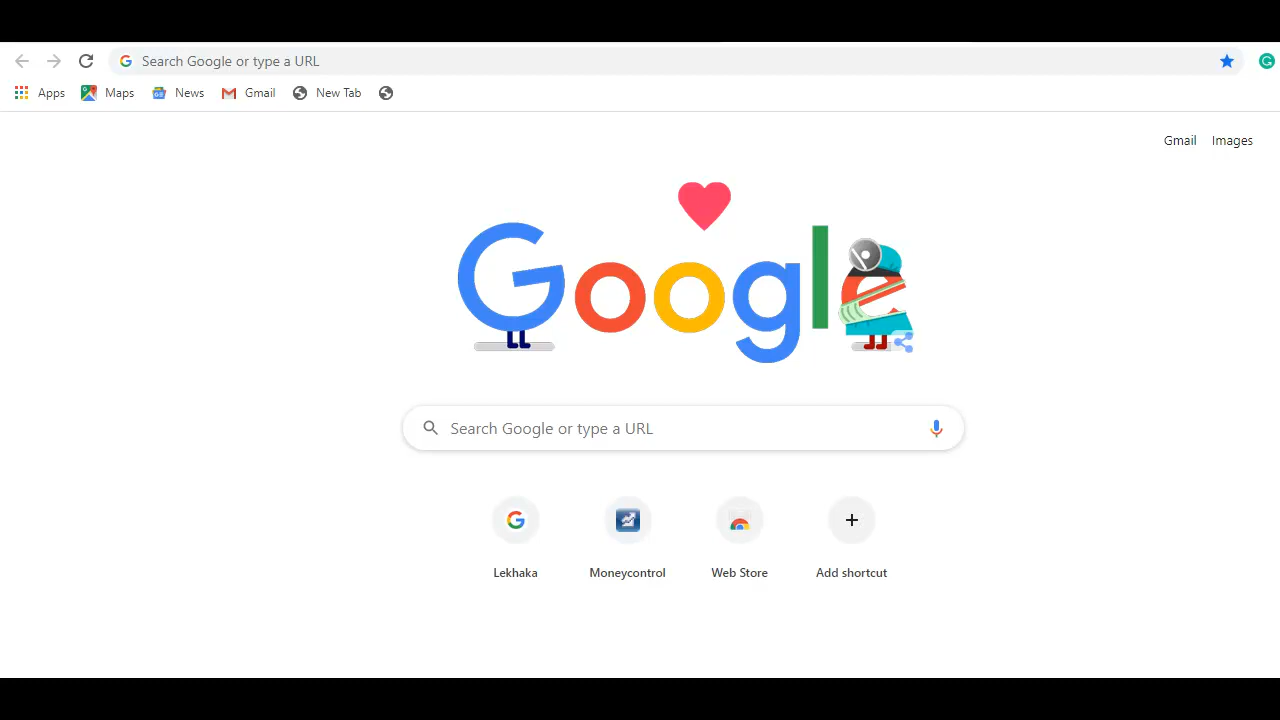 Search Google or type a URL
Apps Maps News Gmail New Tab
Gmail Images
Google
Search Google or type a URL
Lekhaka Moneycontrol Web Store Add shortcut